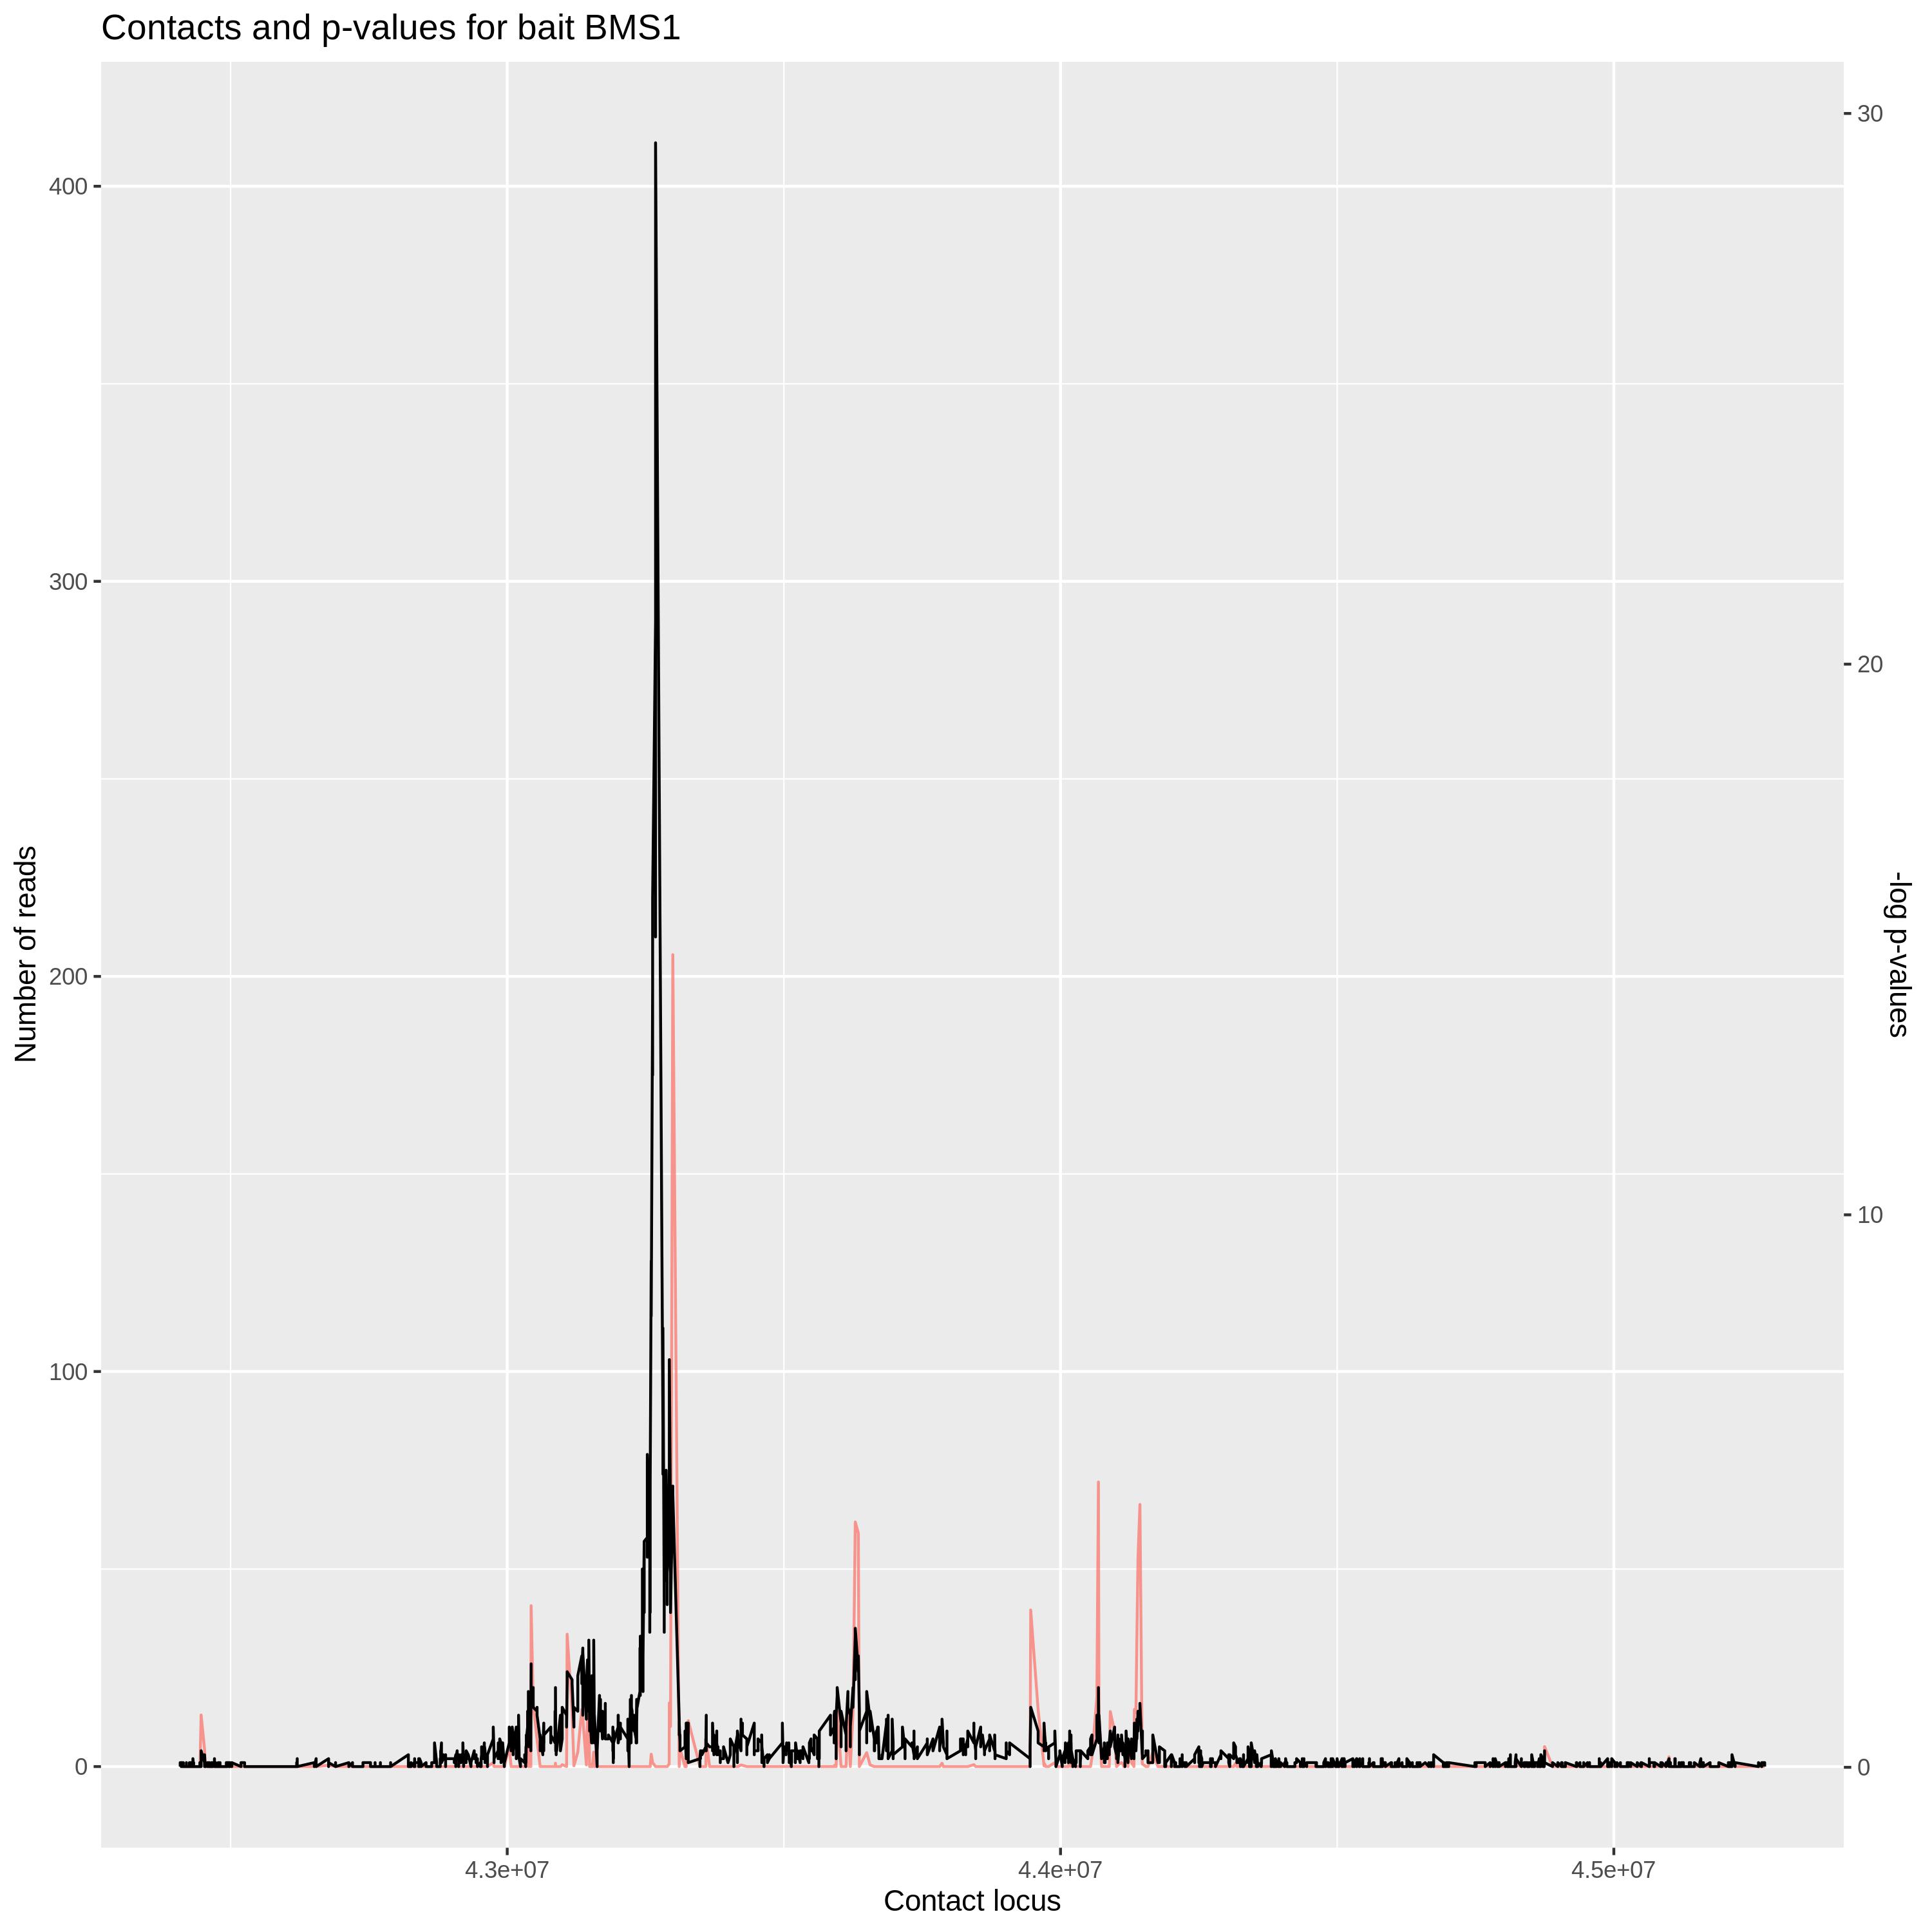 Contacts and p-values for bait BMS1
400
300
200
100
0
30
20
10
0
Number of reads
-log p-values
4.3e+07
4.4e+07
4.5e+07
Contact locus